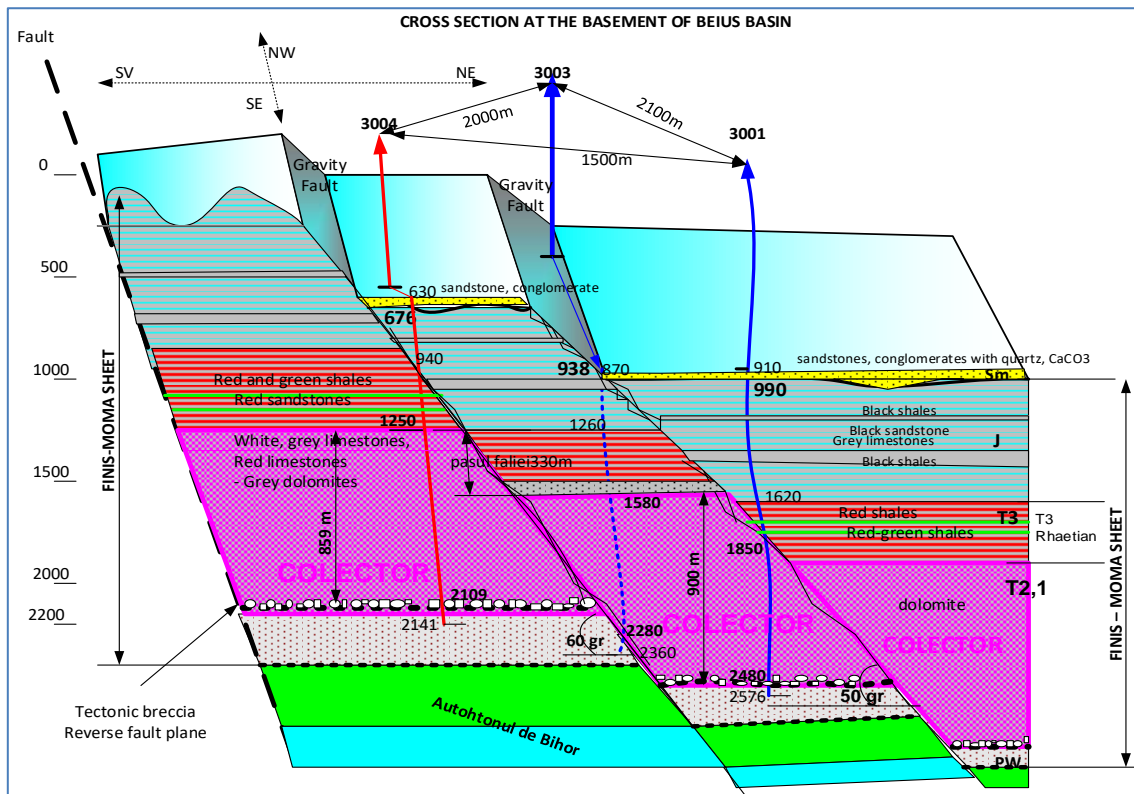 CROSS SECTION AT THE BASEMENT OF BEIUS BASIN
Fault
NW
SV
NE
SE
3003
2000m
2100m
3004
3001
1500m
0
Gravity
Fault
Gravity
Fault
500
630
sandstone, conglomerate
676
940
938
870
910
sandstones, conglomerates with quartz, CaCO3
Sm
990
1000
FINIS-MOMA SHEET
Red and green shales
Red sandstones
1250
1260
Black shales
Black sandstone
Grey limestones
J
Black shales
White, grey limestones,
Red limestones
- Grey dolomites
pasul faliei330m
1500
1580
1620
Red shales
T3
T3
Red-green shales
Rhaetian
859 m
1850
900 m
COLECTOR
2000
2109
T2,1
dolomite
2200
2141
60 gr
2280
2360
COLECTOR
COLECTOR
2480
2576
50 gr
FINIS – MOMA SHEET
Tectonic breccia
Reverse fault plane
Autohtonul de Bihor
PW